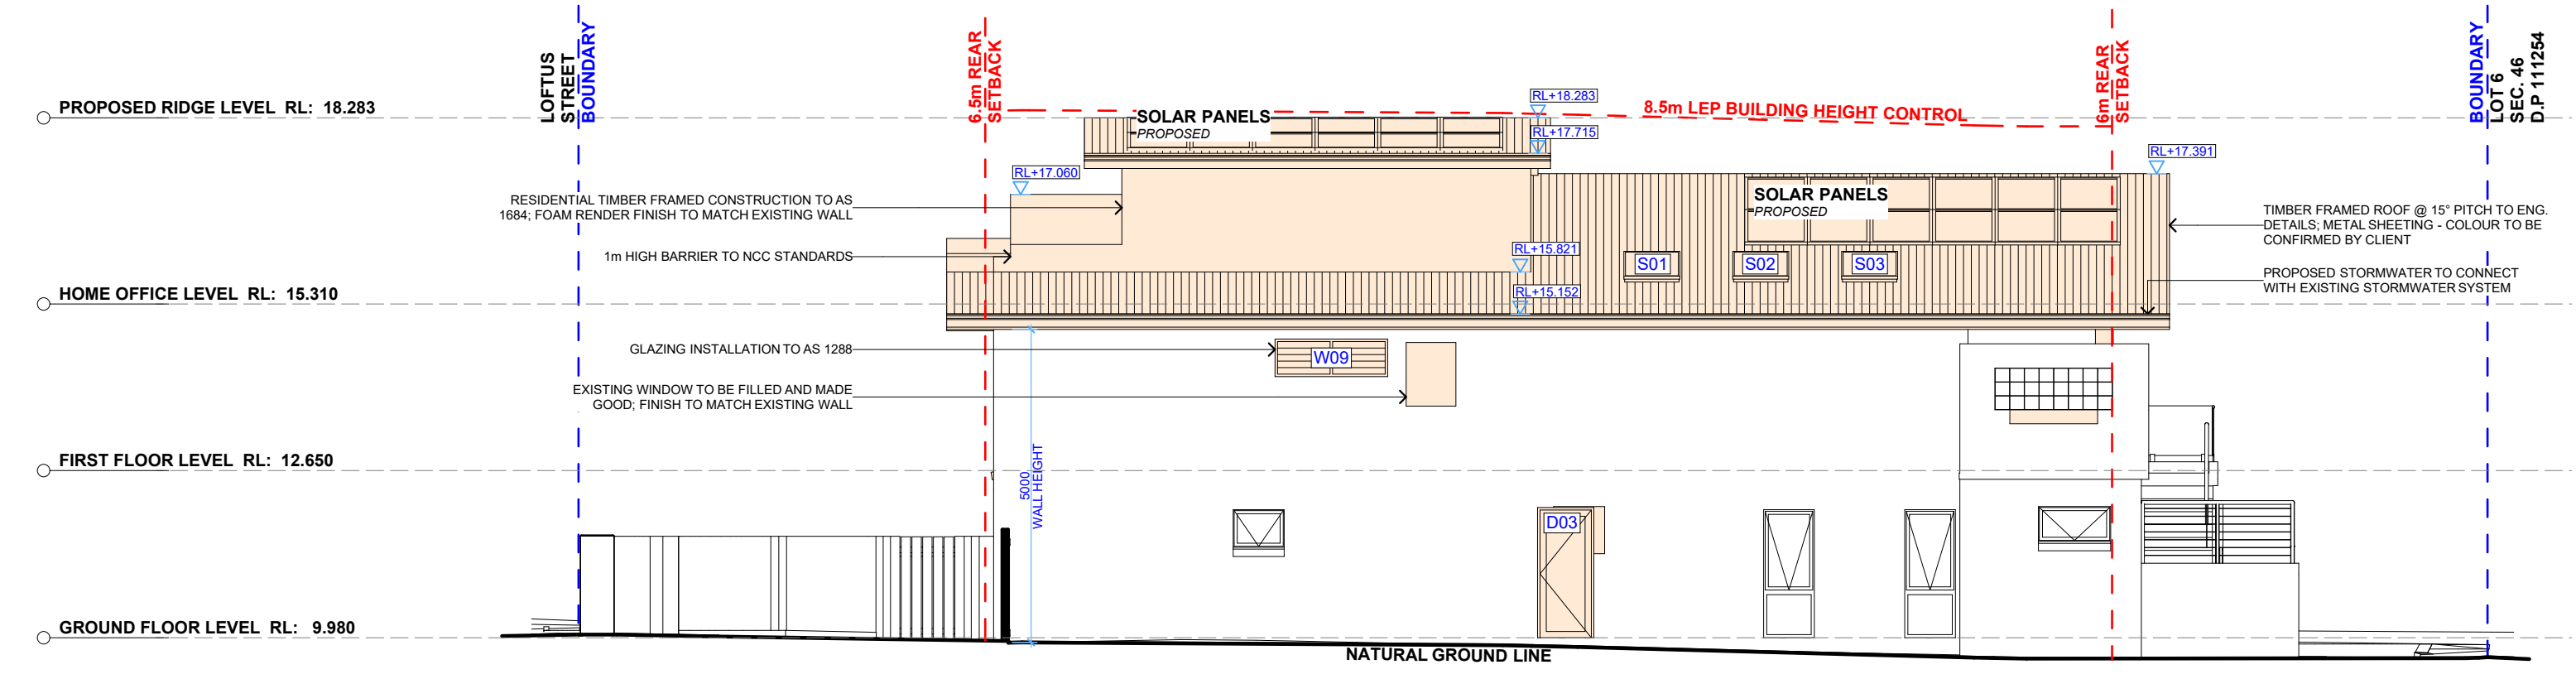 LOFTUS
STREET
BOUNDARY
6.5m REAR
SETBACK
6m REAR
SETBACK
BOUNDARY
LOT 6
SEC. 46
D.P 111254
PROPOSED RIDGE LEVEL  RL:  18.283
SOLAR PANELS
PROPOSED
RL+18.283
8.5m LEP BUILDING HEIGHT CONTROL
RL+17.715
RL+17.391
RL+17.060
RESIDENTIAL TIMBER FRAMED CONSTRUCTION TO AS
1684; FOAM RENDER FINISH TO MATCH EXISTING WALL
SOLAR PANELS
PROPOSED
TIMBER FRAMED ROOF @ 15° PITCH TO ENG.
DETAILS; METAL SHEETING - COLOUR TO BE
CONFIRMED BY CLIENT
1m HIGH BARRIER TO NCC STANDARDS
RL+15.821
S01
S02
S03
PROPOSED STORMWATER TO CONNECT
WITH EXISTING STORMWATER SYSTEM
HOME OFFICE LEVEL  RL:  15.310
RL+15.152
GLAZING INSTALLATION TO AS 1288
W09
EXISTING WINDOW TO BE FILLED AND MADE
GOOD; FINISH TO MATCH EXISTING WALL
FIRST FLOOR LEVEL  RL:  12.650
5000
WALL HEIGHT
D03
GROUND FLOOR LEVEL  RL:  9.980
NATURAL GROUND LINE